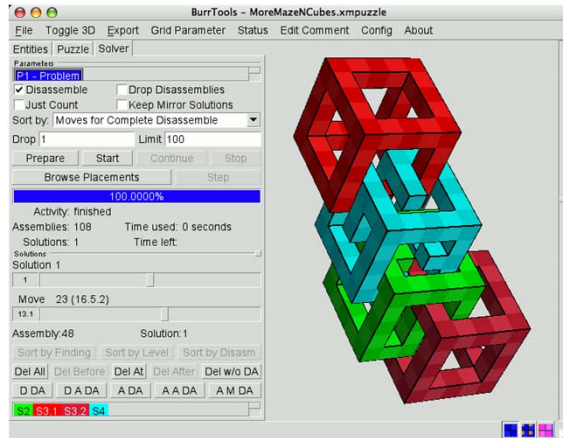 BurrTools - MoreMazeNCubes.xmpuzzle
File Toggle 3D Export Grid Parameter Status Edit Comment Config About
Entities Puzzle Solver
Parameters
P1 - Problem
Disassemble Drop Disassemblies
Just Count Keep Mirror Solutions
Sort by: Moves for Complete Disassemble
Drop 1 Limit 100
Prepare Start Continue Stop
Browse Placements Step
100.0000%
Activity: finished
Assemblies: 108 Time used: 0 seconds
Solutions: 1 Time left:
Solutions
Solution 1
1
Move 23 (16.5.2)
13.1
Assembly:48 Solution:1
Sort by Finding Sort by Level Sort by Disasm
Del All Del Before Del At Del After Del w/o DA
D DA D A DA A DA A A DA A M DA
S2 S3.1 S3.2 S4